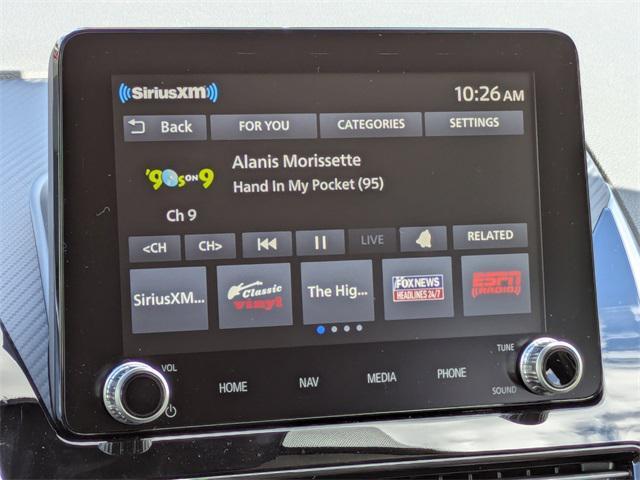 SiriusXM
10:26 AM
Back
FOR YOU
CATEGORIES
SETTINGS
'90s ON 9
Alanis Morissette
Hand In My Pocket (95)
Ch 9
<CH
CH>
LIVE
RELATED
SiriusXM...
Classic
vinyl
The Hig...
FOX NEWS
HEADLINES 24/7
ESPN
RADIO
VOL
HOME
NAV
MEDIA
PHONE
TUNE
SOUND